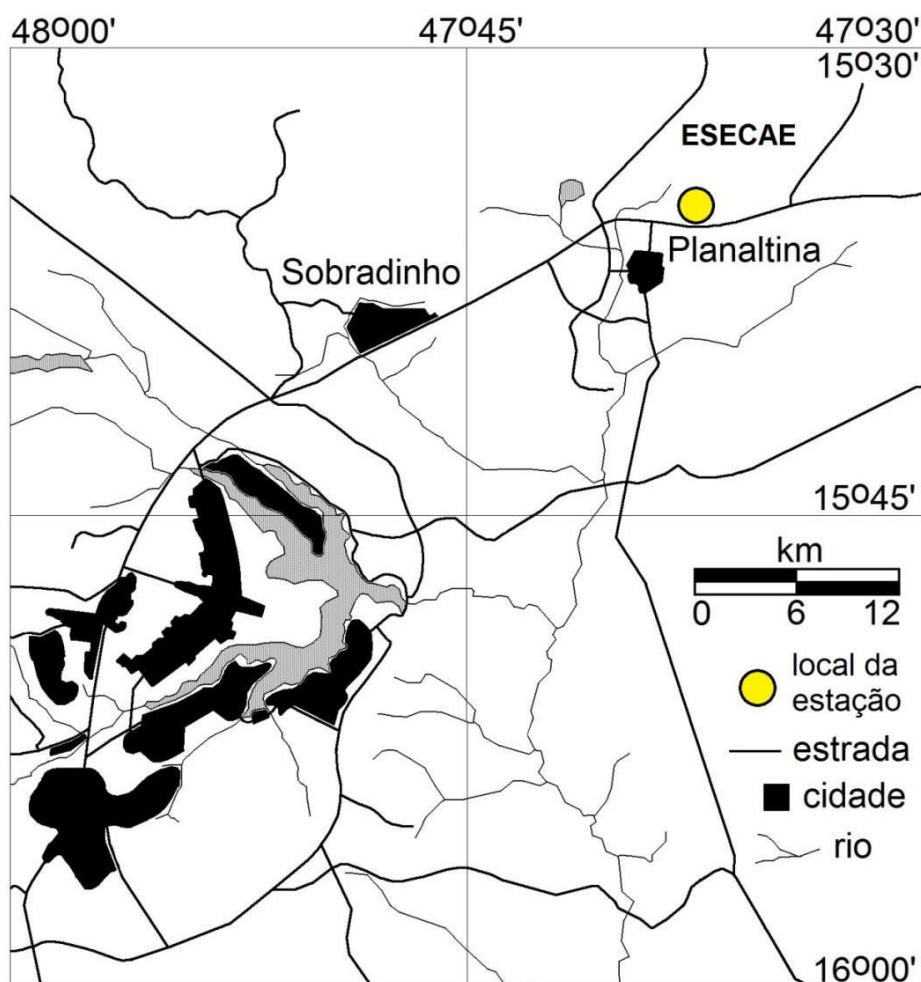 48º00' 47º45' 47º30'
15º30'
ESECAE
Planaltina
Sobradinho
15º45'
km
0 6 12
local da
estação
estrada
cidade
rio
16º00'